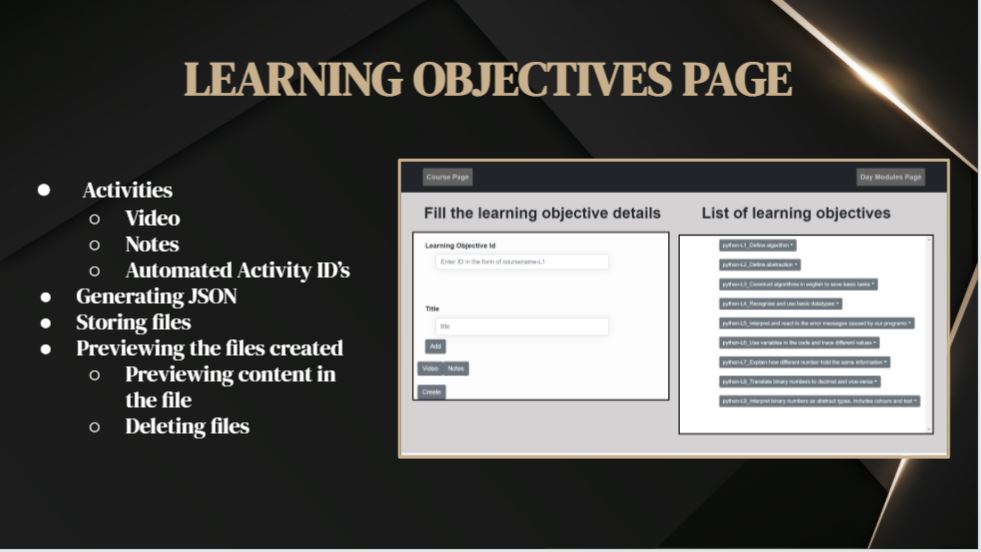 LEARNING OBJECTIVES PAGE
● Activities
○ Video
○ Notes
○ Automated Activity ID's
● Generating JSON
● Storing files
● Previewing the files created
○ Previewing content in
the file
○ Deleting files
Course Page
Day Modules Page
Fill the learning objective details
Learning Objective Id
Enter ID in the form of coursename-L1
Title
title
Add
Video Notes
Create
List of learning objectives
python-L1_Define algorithm
python-L2_Define abstraction
python-L3_Construct algorithms in english to solve basic tasks
python-L4_Recognise and use basic datatypes
python-L5_Interpret and react to the error messages caused by our programs
python-L6_Use variables in the code and trace different values
python-L7_Explain how different number hold the same information
python-L8_Translate binary numbers to decimal and vice-versa
python-L9_Interpret binary numbers as abstract types, includes colours and text